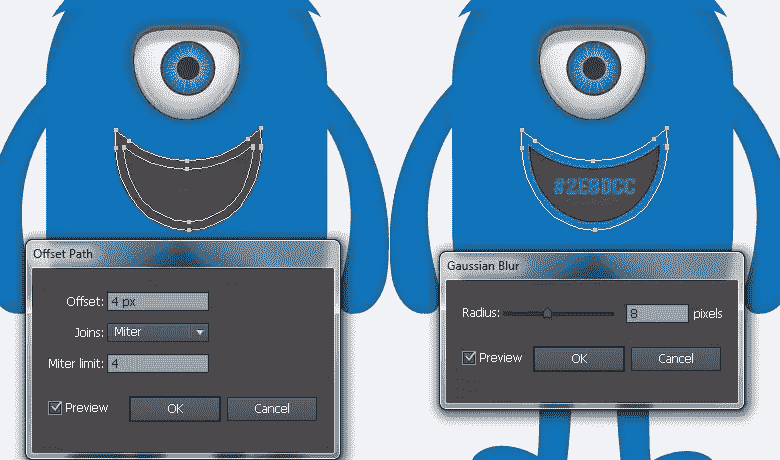 #2E8DCC
Offset Path
Offset: 4 px
Joins: Miter
Miter limit: 4
Preview OK Cancel
Gaussian Blur
Radius: 8 pixels
Preview OK Cancel